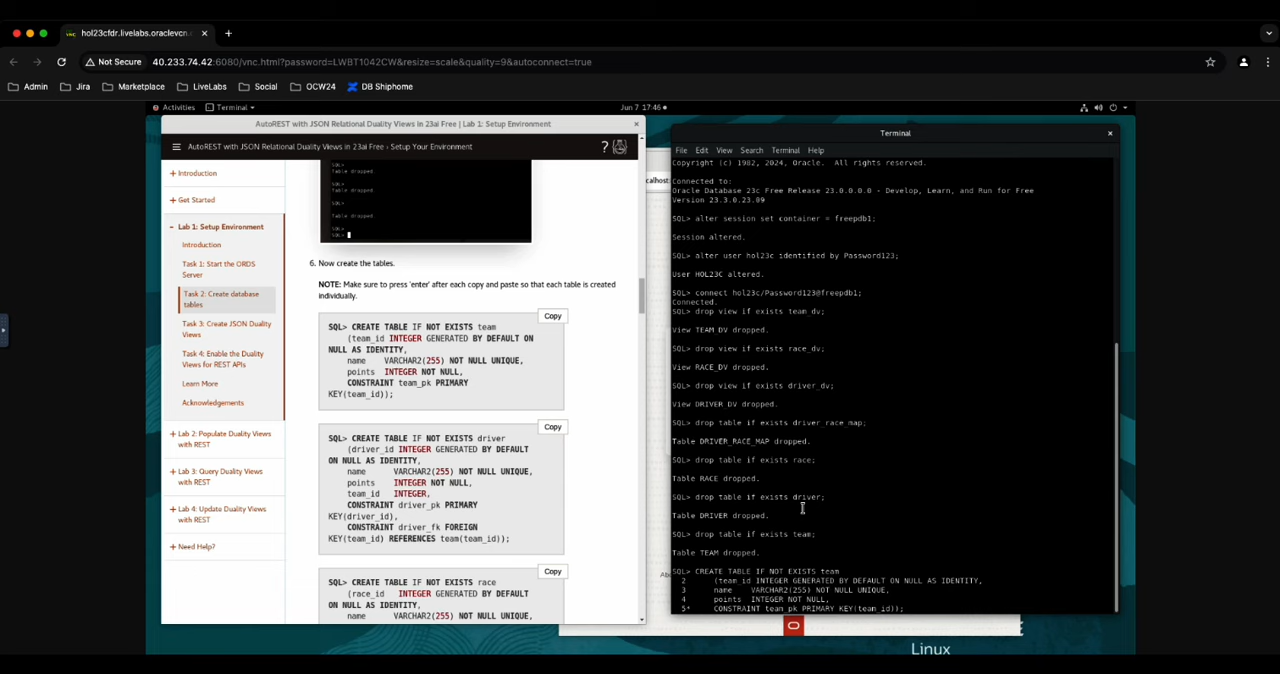 hol23cfdr.livelabs.oraclevcn.
Not Secure 40.233.74.42:6080/vnc.html?password=LWBT1042CW&resize=scale&quality=9&autoconnect=true
Admin Jira Marketplace LiveLabs Social OCW24 DB Shiphome
Activities Terminal Jun 7 17:46
AutoREST with JSON Relational Duality Views in 23ai Free | Lab 1: Setup Environment
AutoREST with JSON Relational Duality Views in 23ai Free › Setup Your Environment
+ Introduction
+ Get Started
- Lab 1: Setup Environment
Introduction
Task 1: Start the ORDS
Server
Task 2: Create database
tables
Task 3: Create JSON Duality
Views
Task 4: Enable the Duality
Views for REST APIs
Learn More
Acknowledgements
+ Lab 2: Populate Duality Views
with REST
+ Lab 3: Query Duality Views
with REST
+ Lab 4: Update Duality Views
with REST
+ Need Help?
SQL>
Table dropped.
SQL>
Table dropped.
SQL>
Table dropped.
SQL>
SQL>
6. Now create the tables.
NOTE: Make sure to press 'enter' after each copy and paste so that each table is created
individually.
Copy
SQL> CREATE TABLE IF NOT EXISTS team
(team_id INTEGER GENERATED BY DEFAULT ON
NULL AS IDENTITY,
name VARCHAR2(255) NOT NULL UNIQUE,
points INTEGER NOT NULL,
CONSTRAINT team_pk PRIMARY
KEY(team_id));
Copy
SQL> CREATE TABLE IF NOT EXISTS driver
(driver_id INTEGER GENERATED BY DEFAULT
ON NULL AS IDENTITY,
name VARCHAR2(255) NOT NULL UNIQUE,
points INTEGER NOT NULL,
team_id INTEGER,
CONSTRAINT driver_pk PRIMARY
KEY(driver_id),
CONSTRAINT driver_fk FOREIGN
KEY(team_id) REFERENCES team(team_id));
Copy
SQL> CREATE TABLE IF NOT EXISTS race
(race_id INTEGER GENERATED BY DEFAULT
ON NULL AS IDENTITY,
name VARCHAR2(255) NOT NULL UNIQUE,
Terminal
File Edit View Search Terminal Help
Copyright (c) 1982, 2024, Oracle. All rights reserved.
Connected to:
Oracle Database 23c Free Release 23.0.0.0.0 - Develop, Learn, and Run for Free
Version 23.3.0.23.09
SQL> alter session set container = freepdb1;
Session altered.
SQL> alter user hol23c identified by Password123;
User HOL23C altered.
SQL> connect hol23c/Password123@freepdb1;
Connected.
SQL> drop view if exists team_dv;
View TEAM_DV dropped.
SQL> drop view if exists race_dv;
View RACE_DV dropped.
SQL> drop view if exists driver_dv;
View DRIVER_DV dropped.
SQL> drop table if exists driver_race_map;
Table DRIVER_RACE_MAP dropped.
SQL> drop table if exists race;
Table RACE dropped.
SQL> drop table if exists driver;
Table DRIVER dropped.
SQL> drop table if exists team;
Table TEAM dropped.
SQL> CREATE TABLE IF NOT EXISTS team
2 (team_id INTEGER GENERATED BY DEFAULT ON NULL AS IDENTITY,
3 name VARCHAR2(255) NOT NULL UNIQUE,
4 points INTEGER NOT NULL,
5* CONSTRAINT team_pk PRIMARY KEY(team_id));
Linux